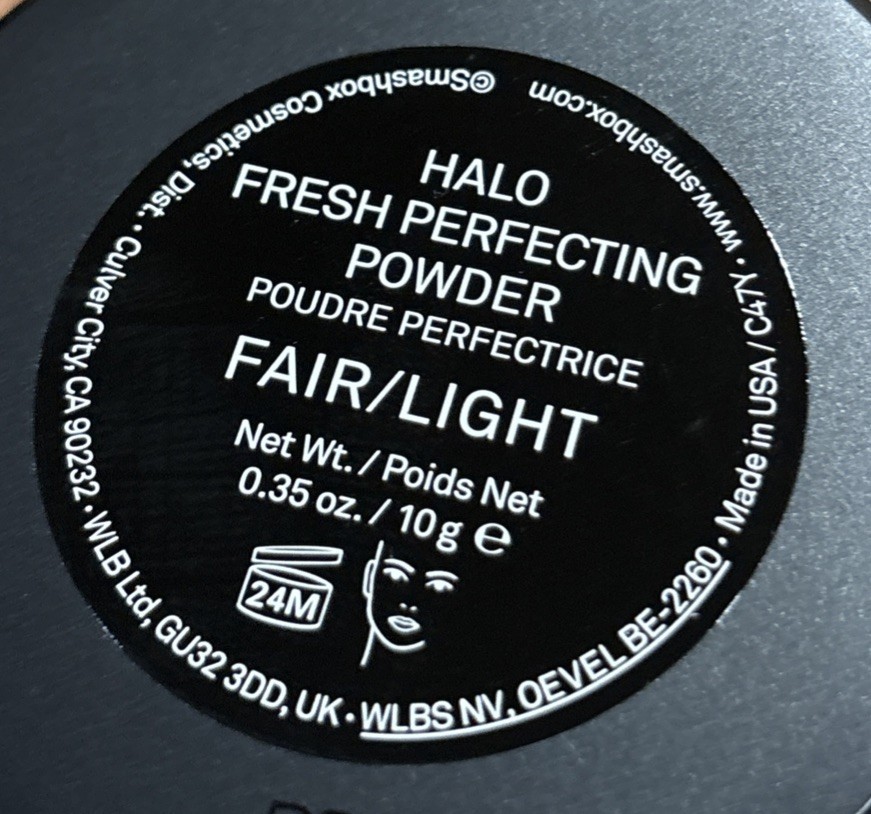 HALO
FRESH PERFECTING
POWDER
POUDRE PERFECTRICE
FAIR/LIGHT
Net Wt. / Poids Net
0.35 oz. / 10 g ℮
24M
©Smashbox Cosmetics, Dist. • Culver City, CA 90232 • WLB Ltd, GU32 3DD, UK • WLBS NV, OEVEL BE-2260 • Made in USA / C47Y • www.smashbox.com